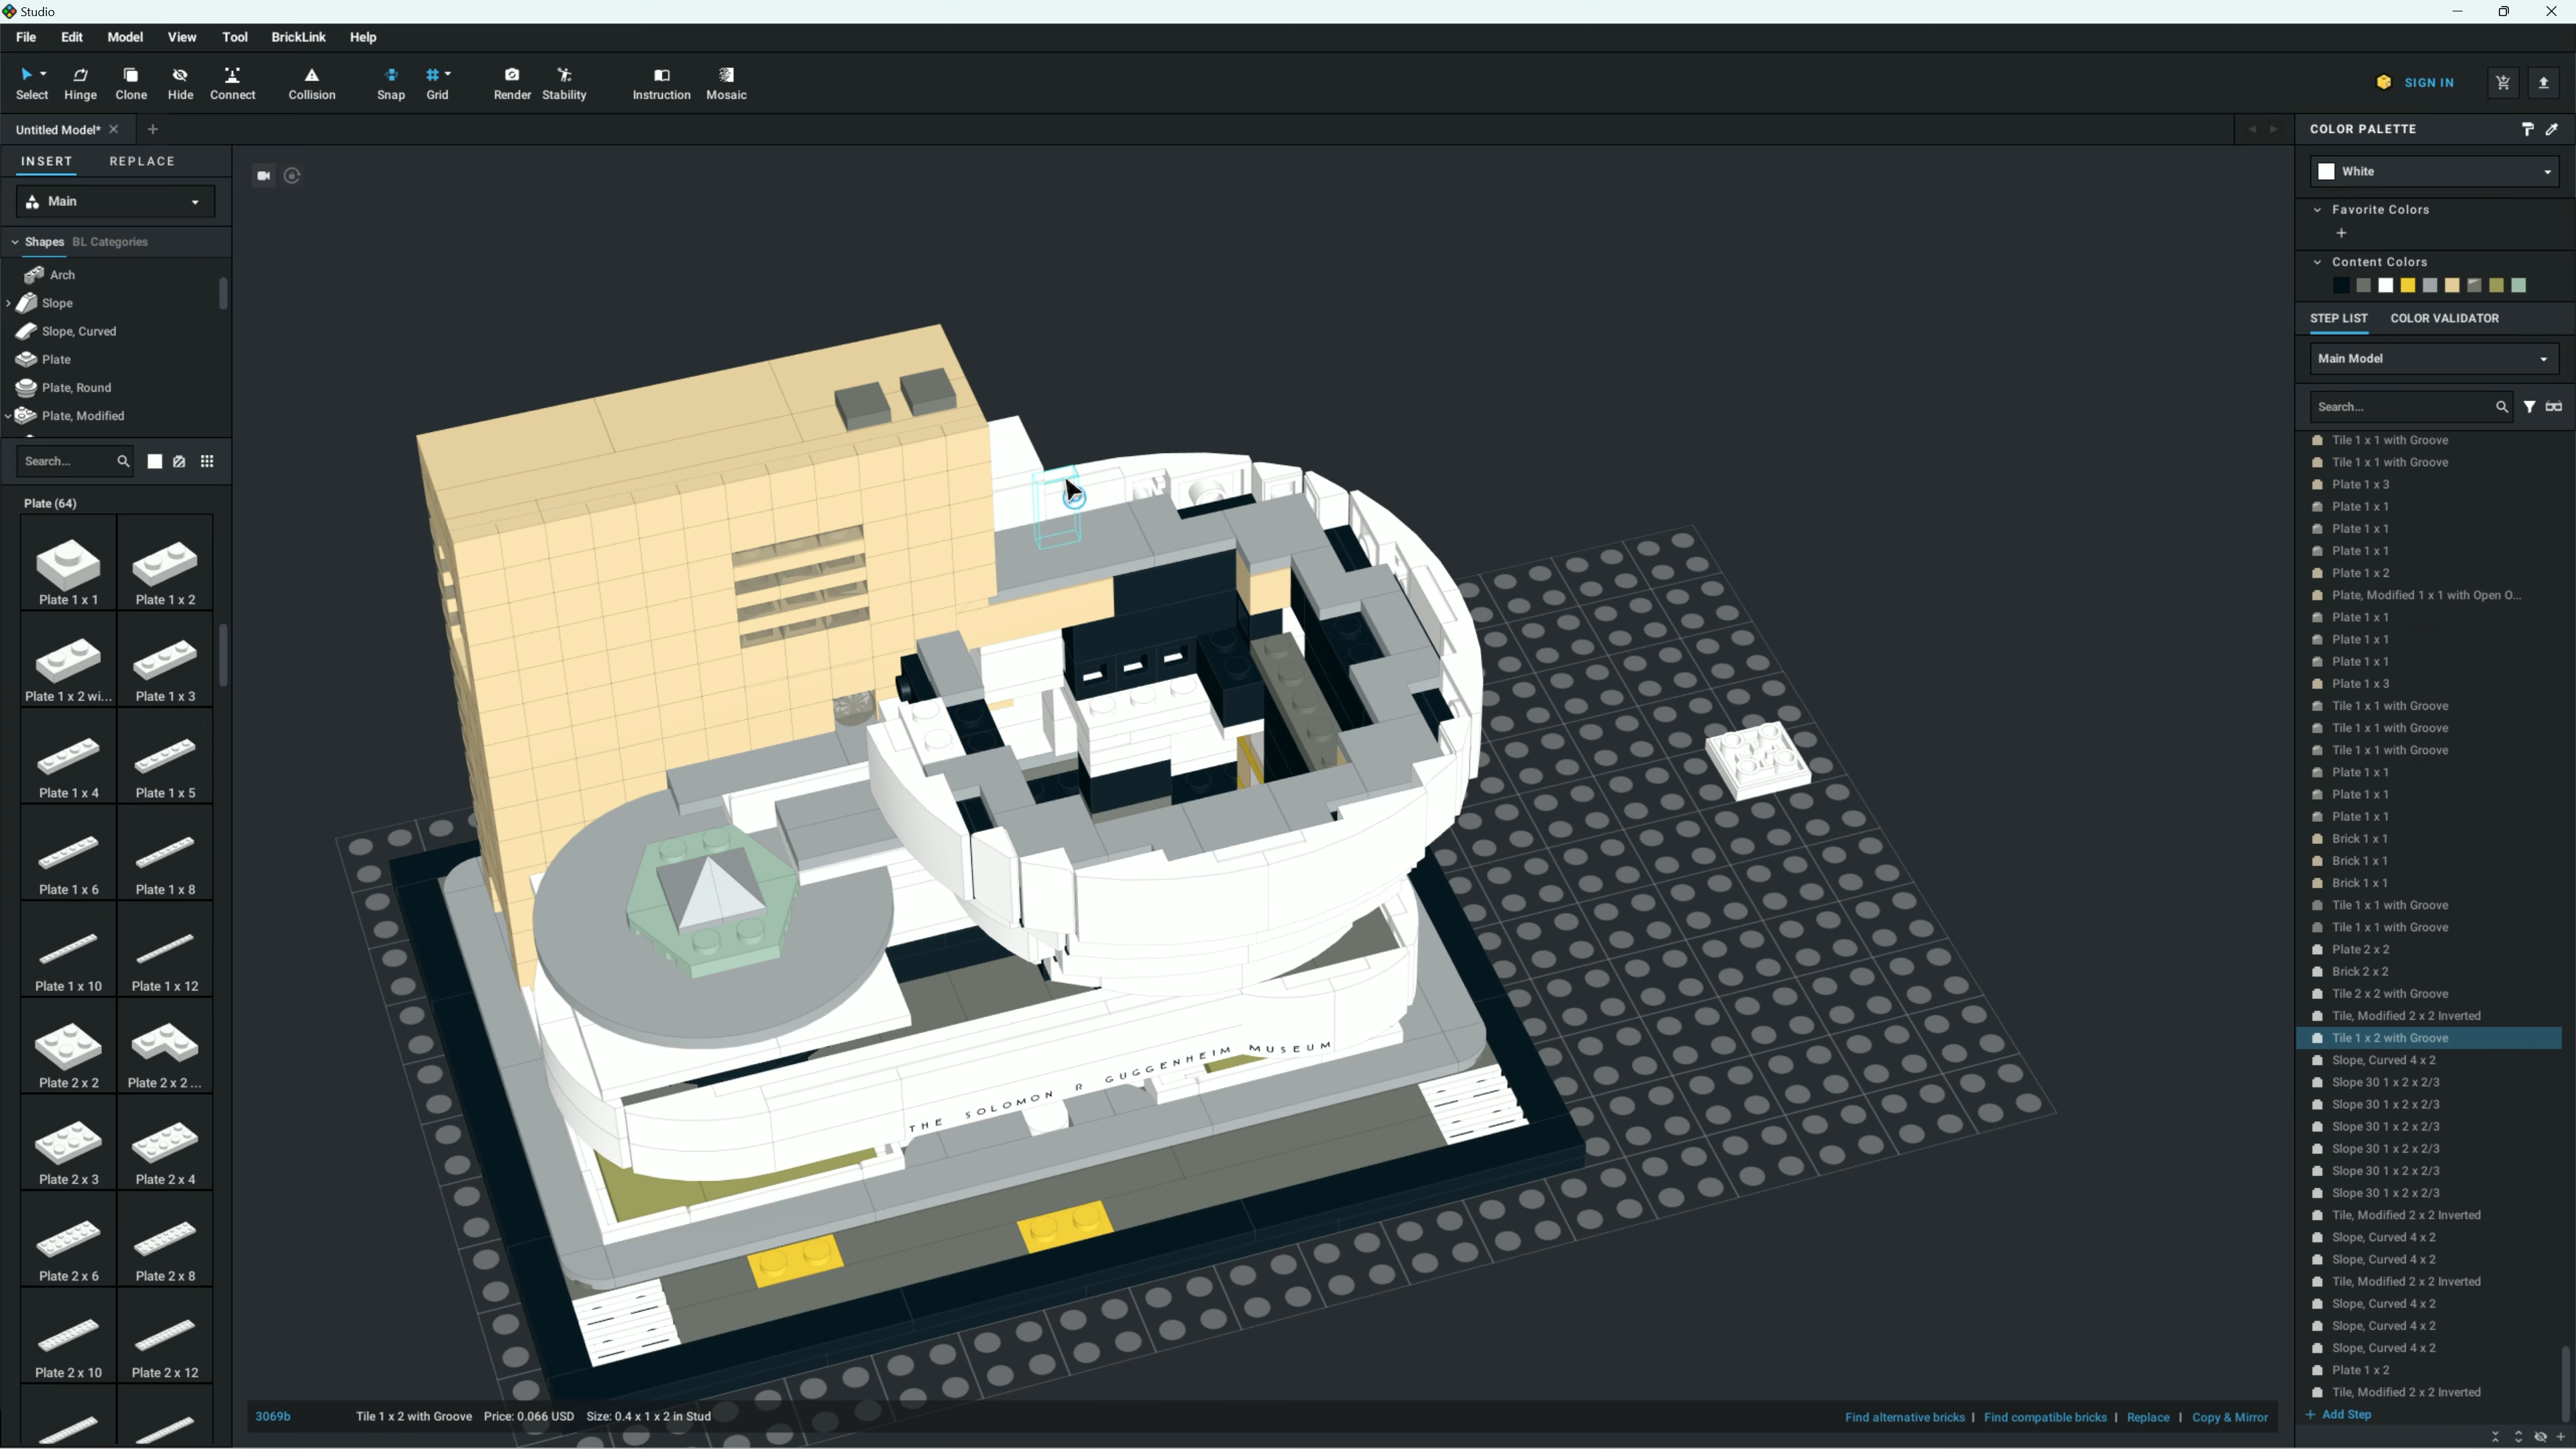 Studio
File Edit Model View Tool BrickLink Help
Select Hinge Clone Hide Connect Collision Snap Grid Render Stability Instruction Mosaic SIGN IN
Untitled Model*
INSERT REPLACE
Main
Shapes BL Categories
Arch
Slope
Slope, Curved
Plate
Plate, Round
Plate, Modified
Search...
Plate (64)
Plate 1 x 1 Plate 1 x 2
Plate 1 x 2 wi... Plate 1 x 3
Plate 1 x 4 Plate 1 x 5
Plate 1 x 6 Plate 1 x 8
Plate 1 x 10 Plate 1 x 12
Plate 2 x 2 Plate 2 x 2 ...
Plate 2 x 3 Plate 2 x 4
Plate 2 x 6 Plate 2 x 8
Plate 2 x 10 Plate 2 x 12
THE SOLOMON R GUGGENHEIM MUSEUM
3069b Tile 1 x 2 with Groove Price: 0.066 USD Size: 0.4 x 1 x 2 in Stud
Find alternative bricks | Find compatible bricks | Replace | Copy & Mirror
COLOR PALETTE
White
Favorite Colors
+
Content Colors
STEP LIST COLOR VALIDATOR
Main Model
Search...
Tile 1 x 1 with Groove
Tile 1 x 1 with Groove
Plate 1 x 3
Plate 1 x 1
Plate 1 x 1
Plate 1 x 1
Plate 1 x 2
Plate, Modified 1 x 1 with Open O...
Plate 1 x 1
Plate 1 x 1
Plate 1 x 1
Plate 1 x 3
Tile 1 x 1 with Groove
Tile 1 x 1 with Groove
Tile 1 x 1 with Groove
Plate 1 x 1
Plate 1 x 1
Plate 1 x 1
Brick 1 x 1
Brick 1 x 1
Brick 1 x 1
Tile 1 x 1 with Groove
Tile 1 x 1 with Groove
Plate 2 x 2
Brick 2 x 2
Tile 2 x 2 with Groove
Tile, Modified 2 x 2 Inverted
Tile 1 x 2 with Groove
Slope, Curved 4 x 2
Slope 30 1 x 2 x 2/3
Slope 30 1 x 2 x 2/3
Slope 30 1 x 2 x 2/3
Slope 30 1 x 2 x 2/3
Slope 30 1 x 2 x 2/3
Slope 30 1 x 2 x 2/3
Tile, Modified 2 x 2 Inverted
Slope, Curved 4 x 2
Slope, Curved 4 x 2
Tile, Modified 2 x 2 Inverted
Slope, Curved 4 x 2
Slope, Curved 4 x 2
Slope, Curved 4 x 2
Plate 1 x 2
Tile, Modified 2 x 2 Inverted
+ Add Step